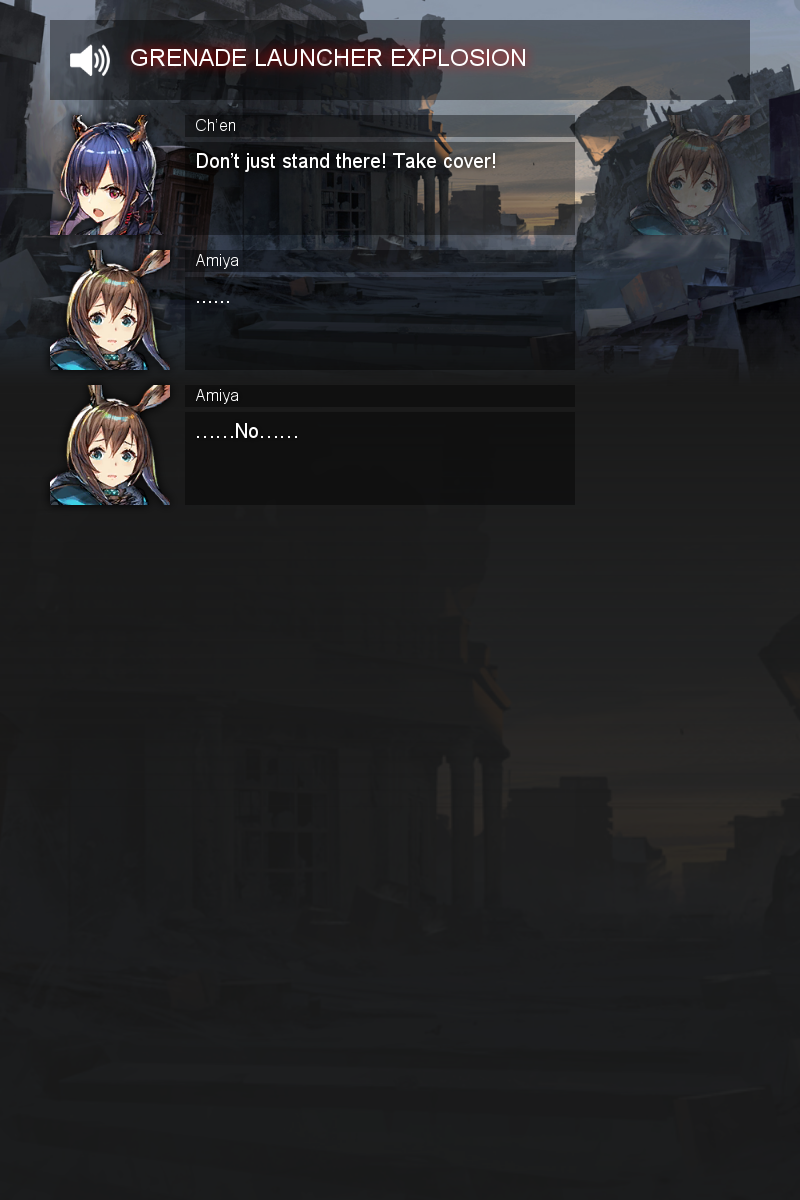 GRENADE LAUNCHER EXPLOSION
Ch'en
Don't just stand there! Take cover!
Amiya
......
Amiya
......No......